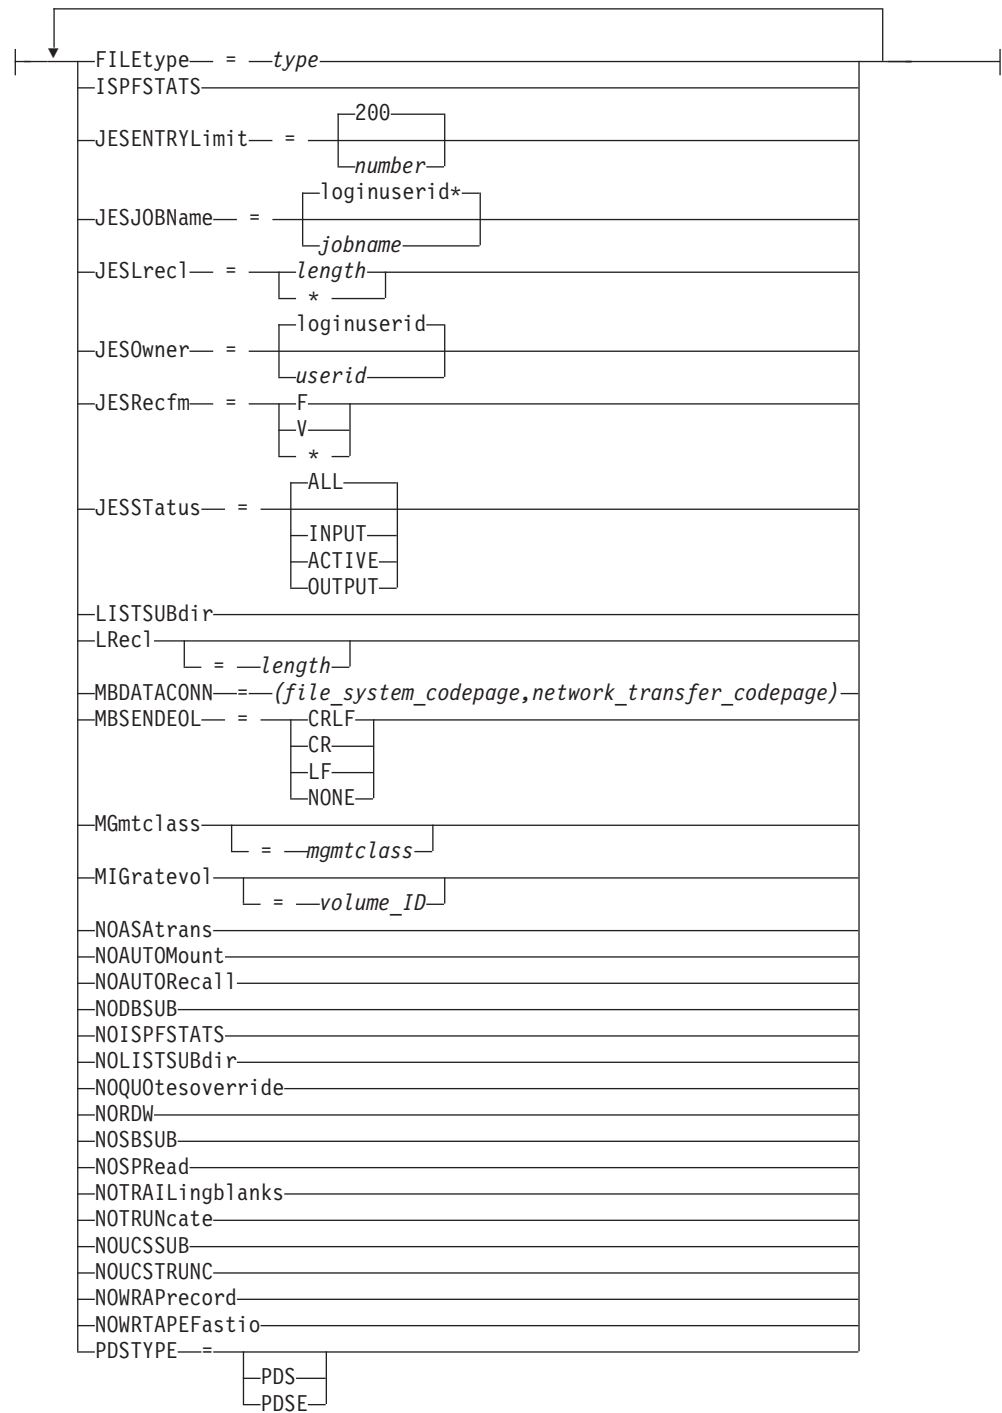 FILEtype = type
ISPFSTATS
200
JESENTRYLimit =
number
loginuserid*
JESJOBName =
jobname
JESLrecl = length
*
loginuserid
JESOwner =
userid
JESRecfm = F
V
*
ALL
JESSTatus =
INPUT
ACTIVE
OUTPUT
LISTSUBdir
LRecl
= length
MBDATACONN = (file_system_codepage,network_transfer_codepage)
MBSENDEOL = CRLF
CR
LF
NONE
MGmtclass
= mgmtclass
MIGratevol
= volume_ID
NOASAtrans
NOAUTOMount
NOAUTORecall
NODBSUB
NOISPFSTATS
NOLISTSUBdir
NOQUOtesoverride
NORDW
NOSBSUB
NOSPRead
NOTRAILingblanks
NOTRUNcate
NOUCSSUB
NOUCSTRUNC
NOWRAPrecord
NOWRTAPEFastio
PDSTYPE =
PDS
PDSE